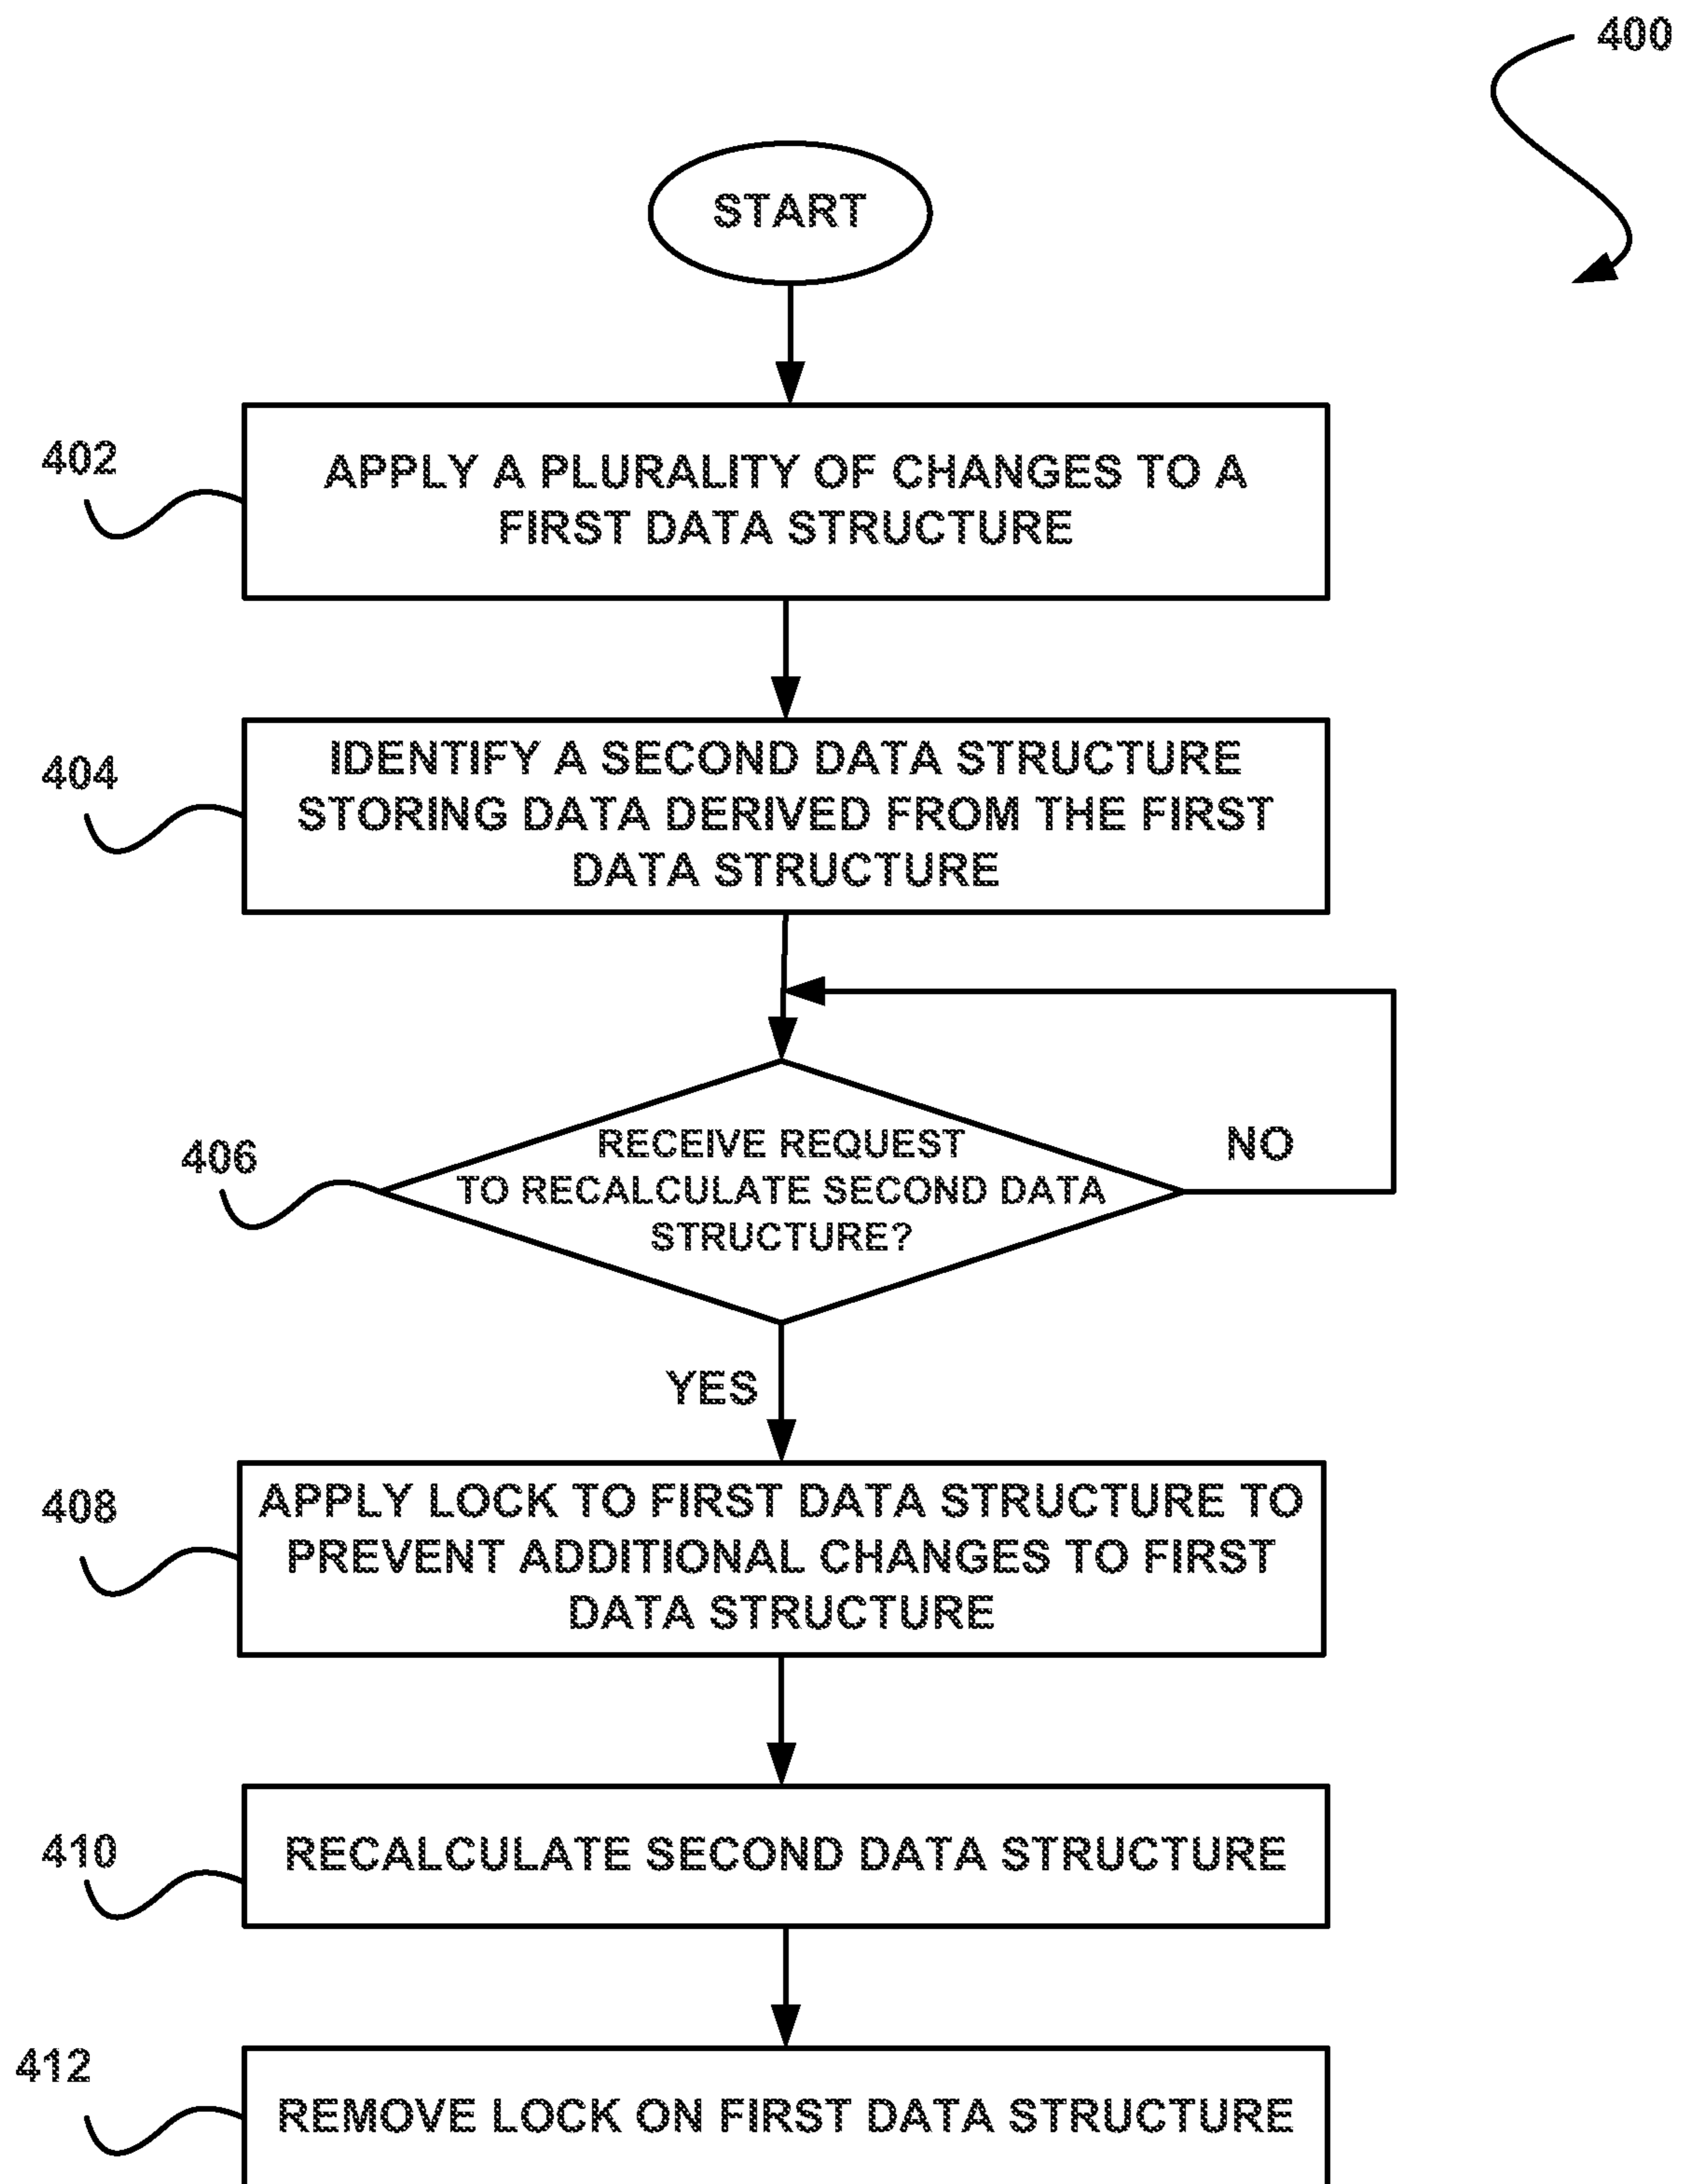 400
START
402
APPLY A PLURALITY OF CHANGES TO A
FIRST DATA STRUCTURE
404
IDENTIFY A SECOND DATA STRUCTURE
STORING DATA DERIVED FROM THE FIRST
DATA STRUCTURE
406
RECEIVE REQUEST
TO RECALCULATE SECOND DATA
STRUCTURE?
NO
YES
408
APPLY LOCK TO FIRST DATA STRUCTURE TO
PREVENT ADDITIONAL CHANGES TO FIRST
DATA STRUCTURE
410
RECALCULATE SECOND DATA STRUCTURE
412
REMOVE LOCK ON FIRST DATA STRUCTURE